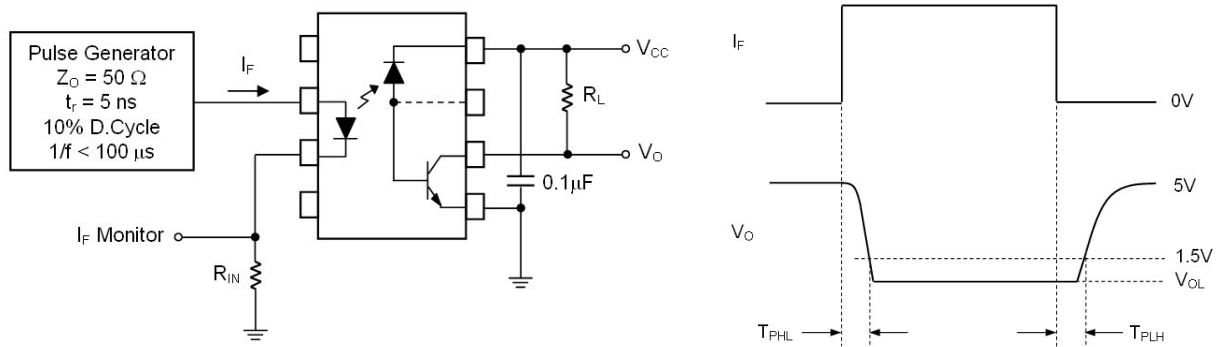 Pulse Generator
Z_O = 50 Ω
t_r = 5 ns
10% D.Cycle
1/f < 100 μs
I_F
I_F Monitor
R_IN
V_CC
R_L
V_O
0.1μF
I_F
0V
5V
V_O
1.5V
V_OL
T_PHL
T_PLH